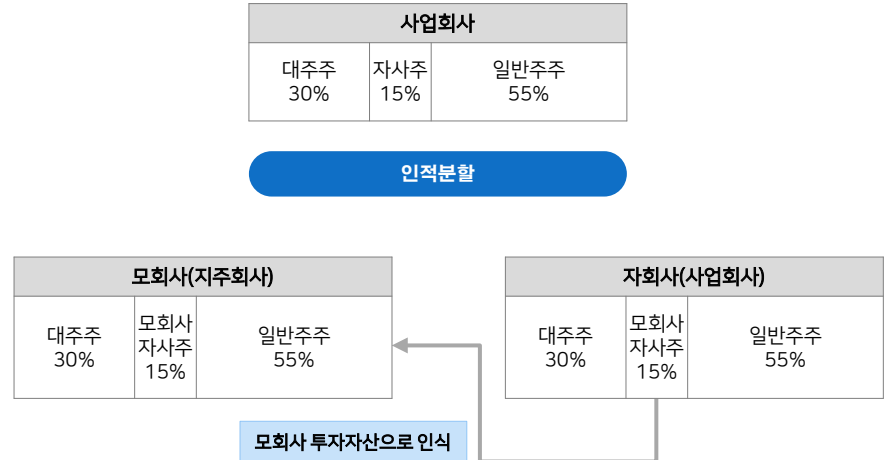 사업회사
대주주
30%
자사주
15%
일반주주
55%
인적분할
모회사(지주회사)
대주주
30%
모회사
자사주
15%
일반주주
55%
자회사(사업회사)
대주주
30%
모회사
자사주
15%
일반주주
55%
모회사 투자자산으로 인식